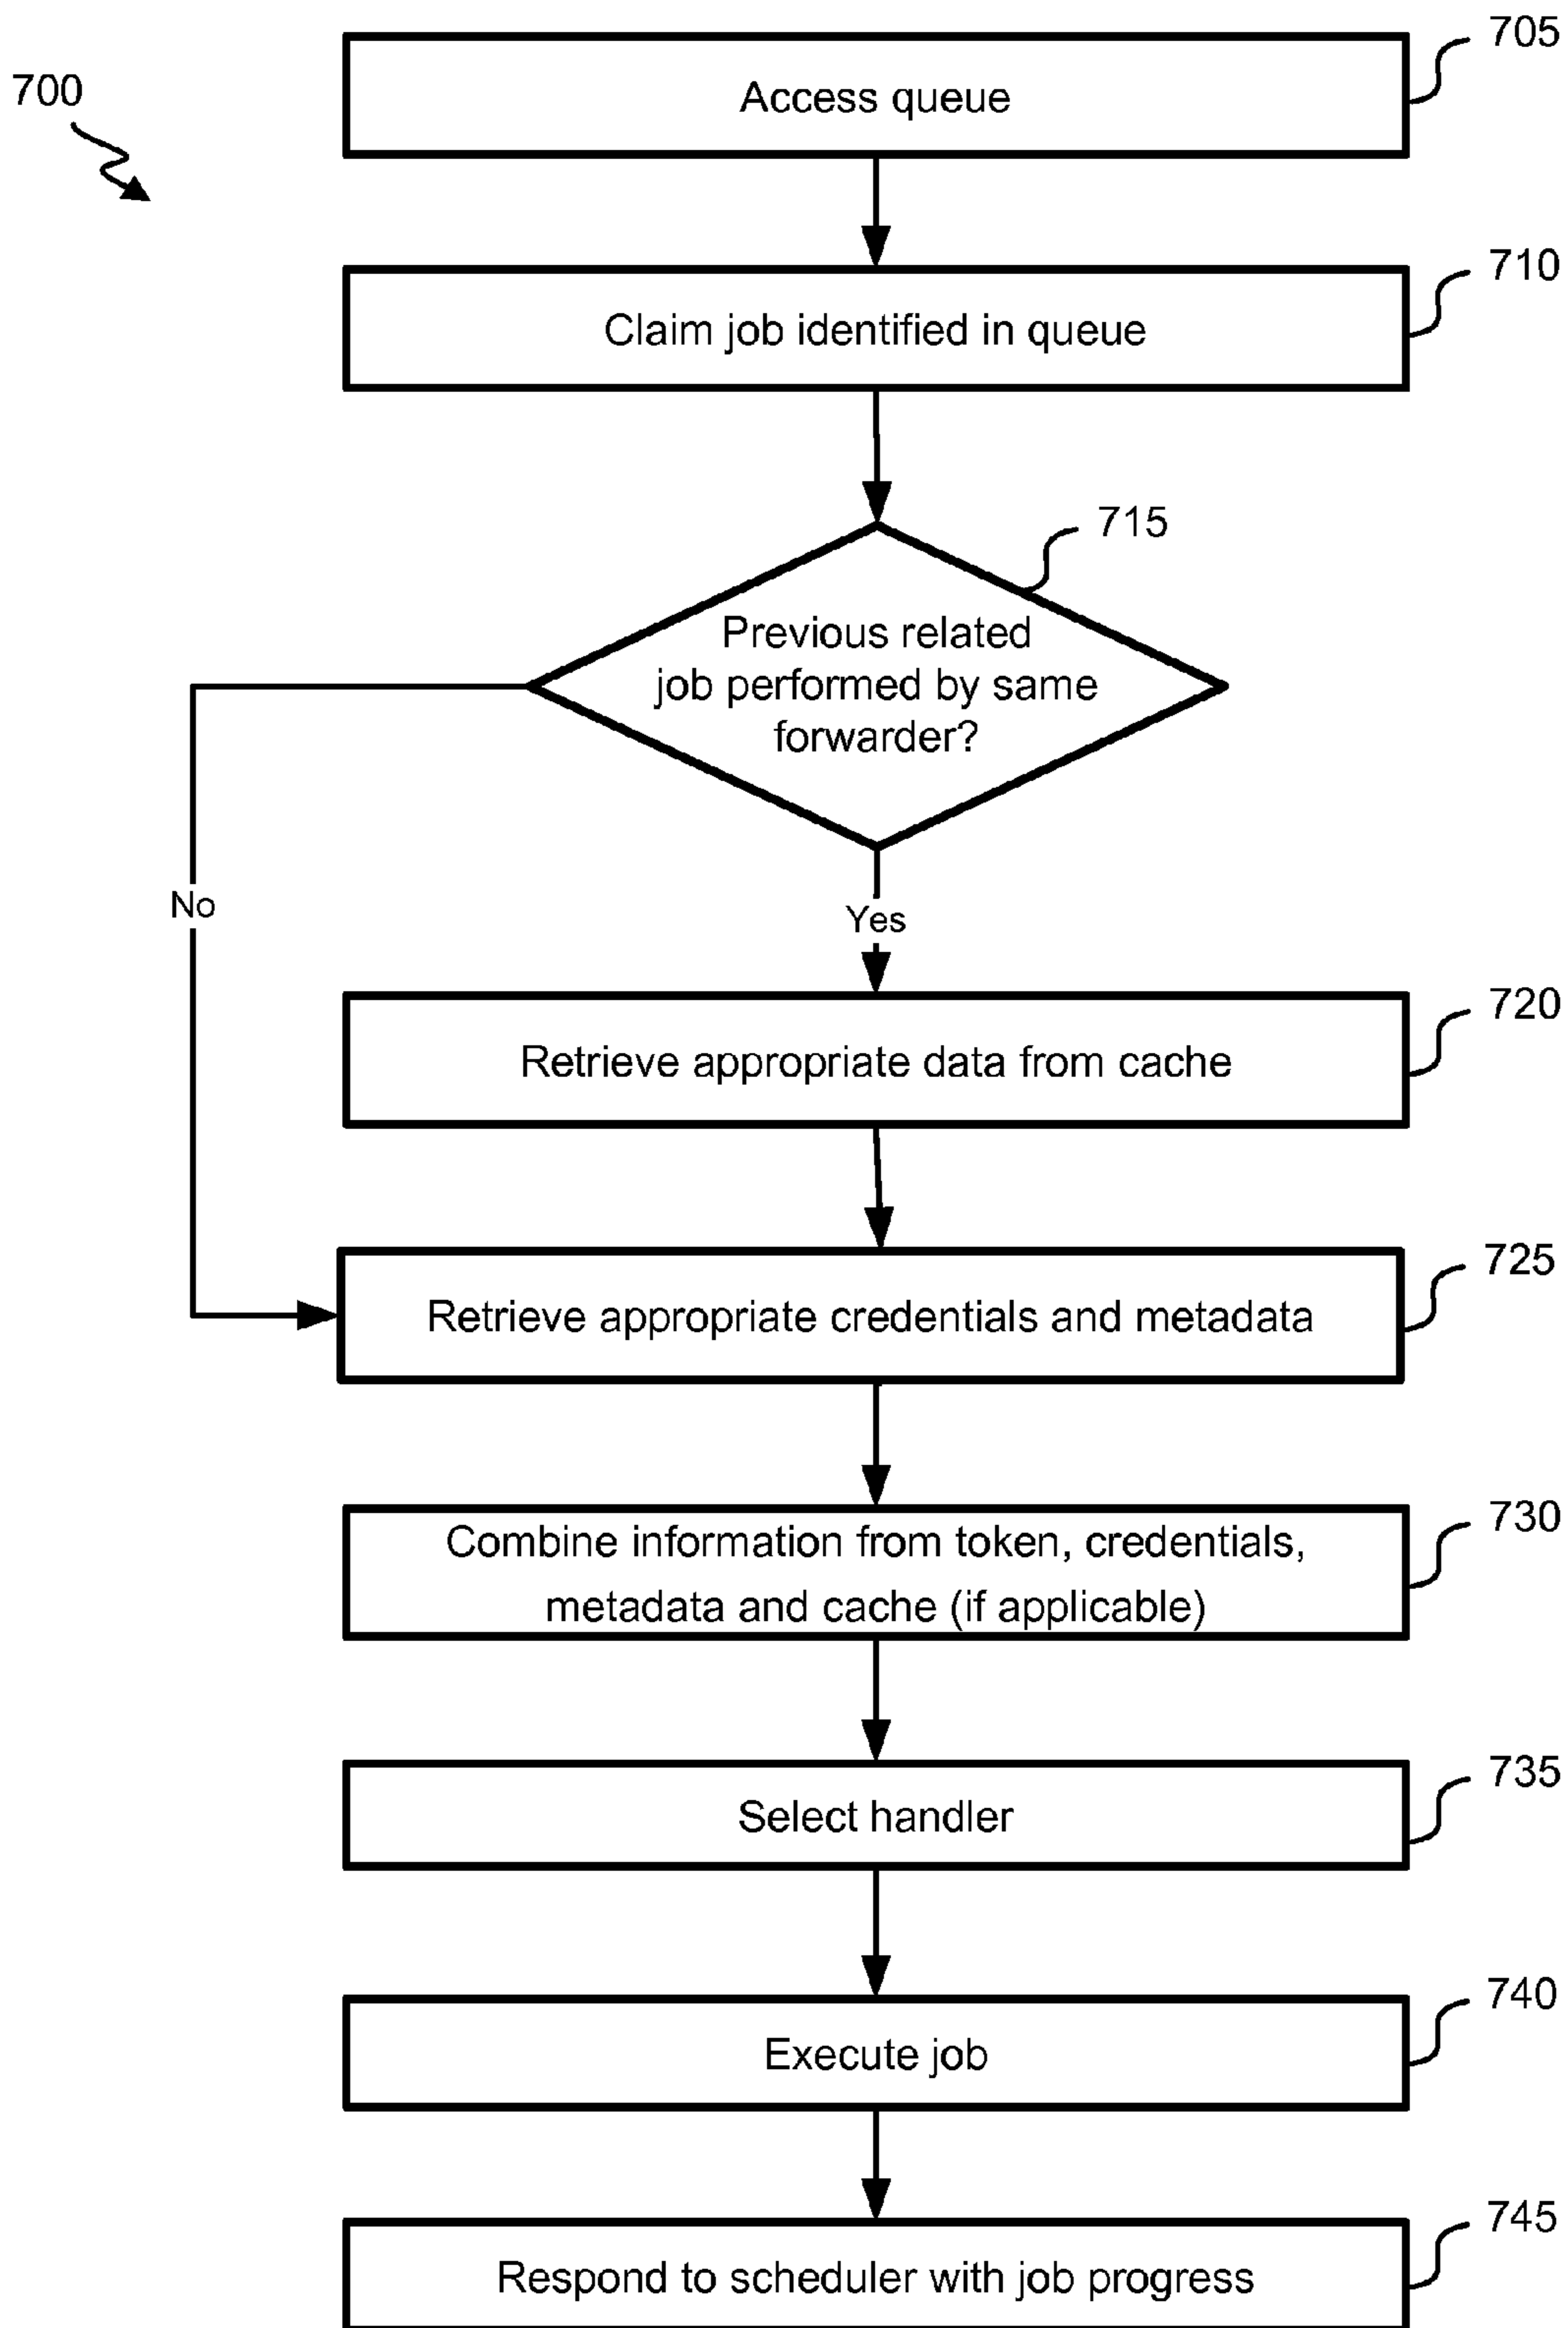 705
700
Access queue
710
Claim job identified in queue
715
Previous related
job performed by same
forwarder?
No
Yes
720
Retrieve appropriate data from cache
725
Retrieve appropriate credentials and metadata
730
Combine information from token, credentials,
metadata and cache (if applicable)
735
Select handler
740
Execute job
745
Respond to scheduler with job progress